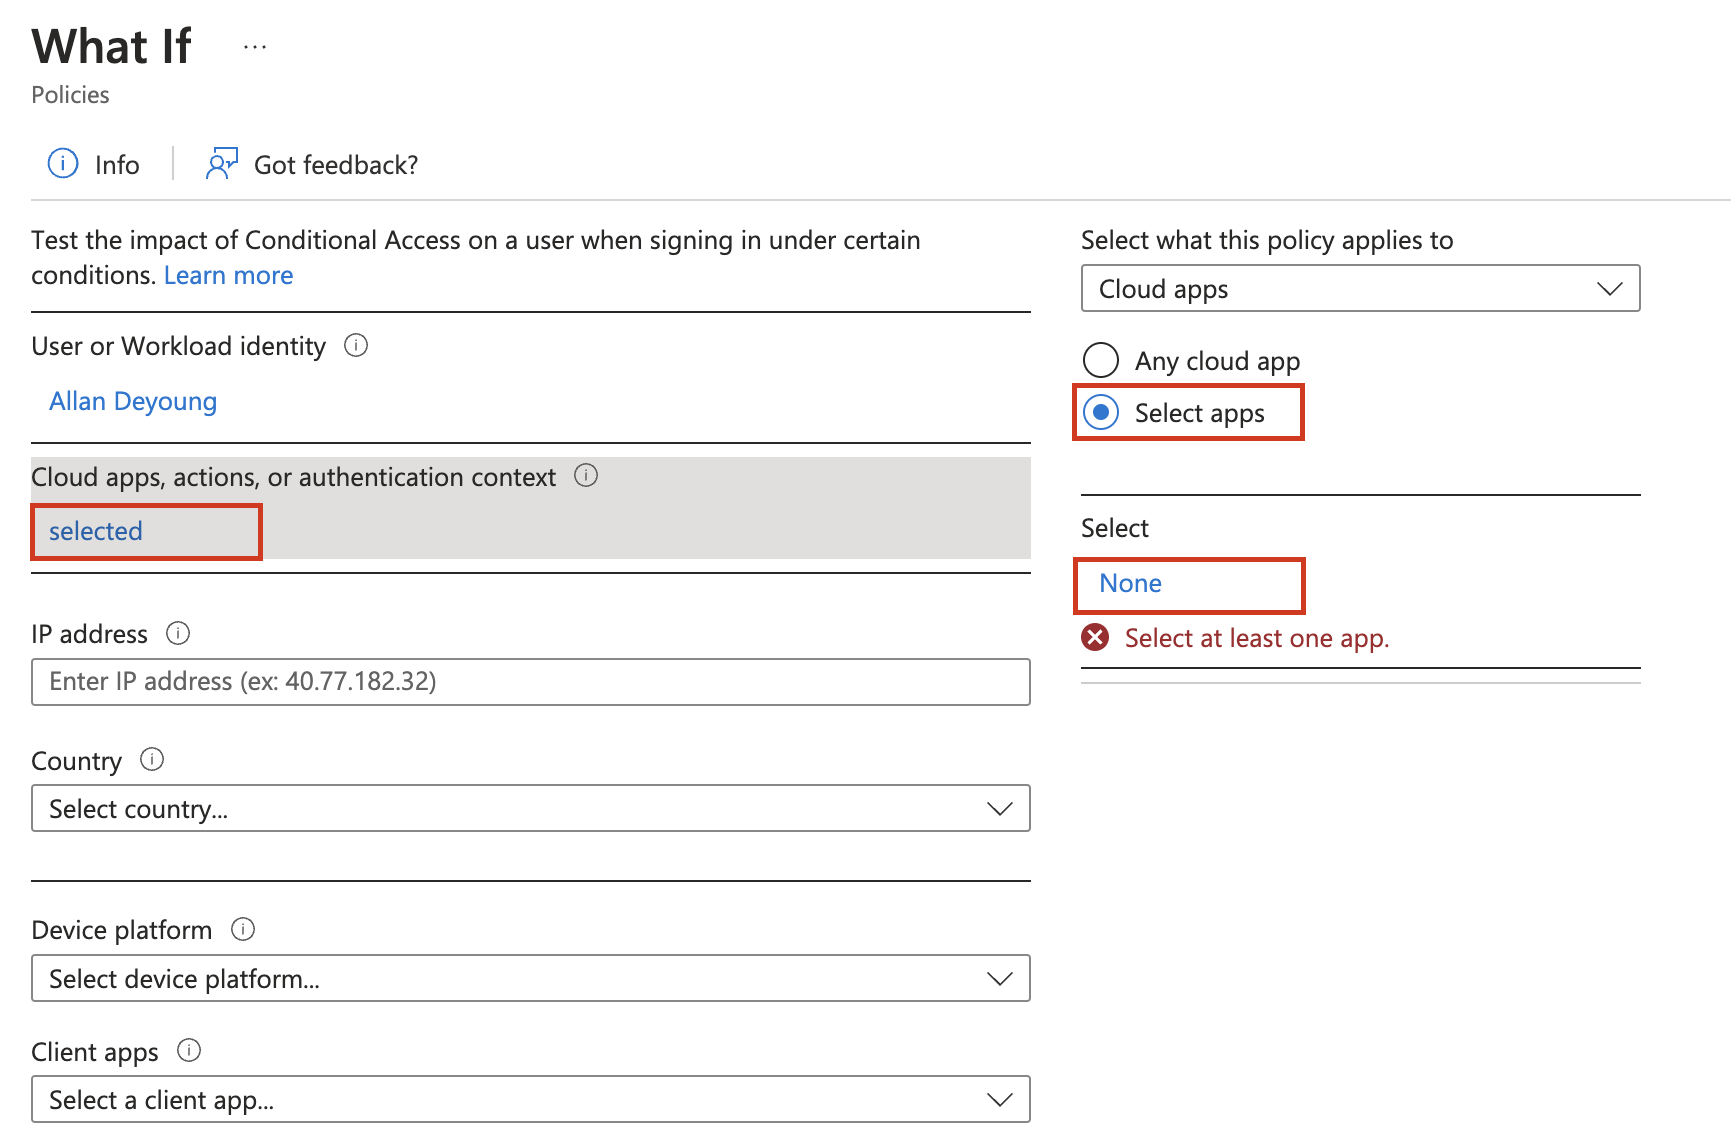 What If ...
Policies
Info
Got feedback?
Test the impact of Conditional Access on a user when signing in under certain
conditions. Learn more
User or Workload identity
Allan Deyoung
Cloud apps, actions, or authentication context
selected
IP address
Enter IP address (ex: 40.77.182.32)
Country
Select country...
Device platform
Select device platform...
Client apps
Select a client app...
Select what this policy applies to
Cloud apps
Any cloud app
Select apps
Select
None
Select at least one app.